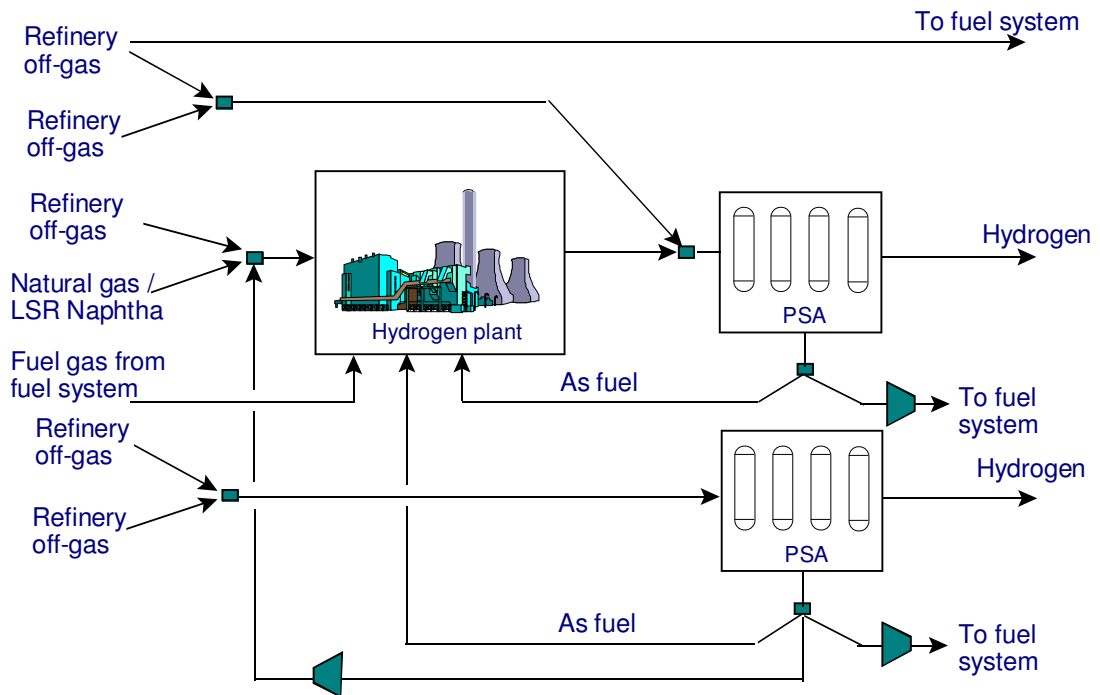 To fuel system
Refinery
off-gas
Refinery
off-gas
Refinery
off-gas
Hydrogen
Natural gas /
LSR Naphtha
PSA
Hydrogen plant
Fuel gas from
fuel system
As fuel
To fuel
system
Refinery
off-gas
Hydrogen
Refinery
off-gas
PSA
As fuel
To fuel
system